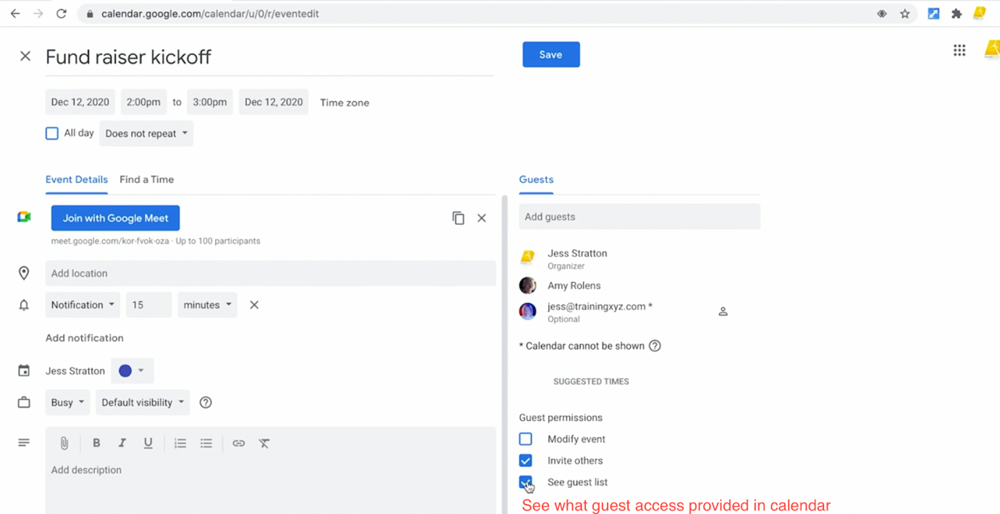 calendar.google.com/calendar/u/0/r/eventedit
Fund raiser kickoff
Save
Dec 12, 2020 2:00pm to 3:00pm Dec 12, 2020 Time zone
All day Does not repeat
Event Details Find a Time
Guests
Join with Google Meet
meet.google.com/kor-fvok-oza · Up to 100 participants
Add location
Notification 15 minutes
Add notification
Jess Stratton
Busy Default visibility
B I U
Add description
Add guests
Jess Stratton
Organizer
Amy Rolens
jess@trainingxyz.com *
Optional
* Calendar cannot be shown
SUGGESTED TIMES
Guest permissions
Modify event
Invite others
See guest list
See what guest access provided in calendar